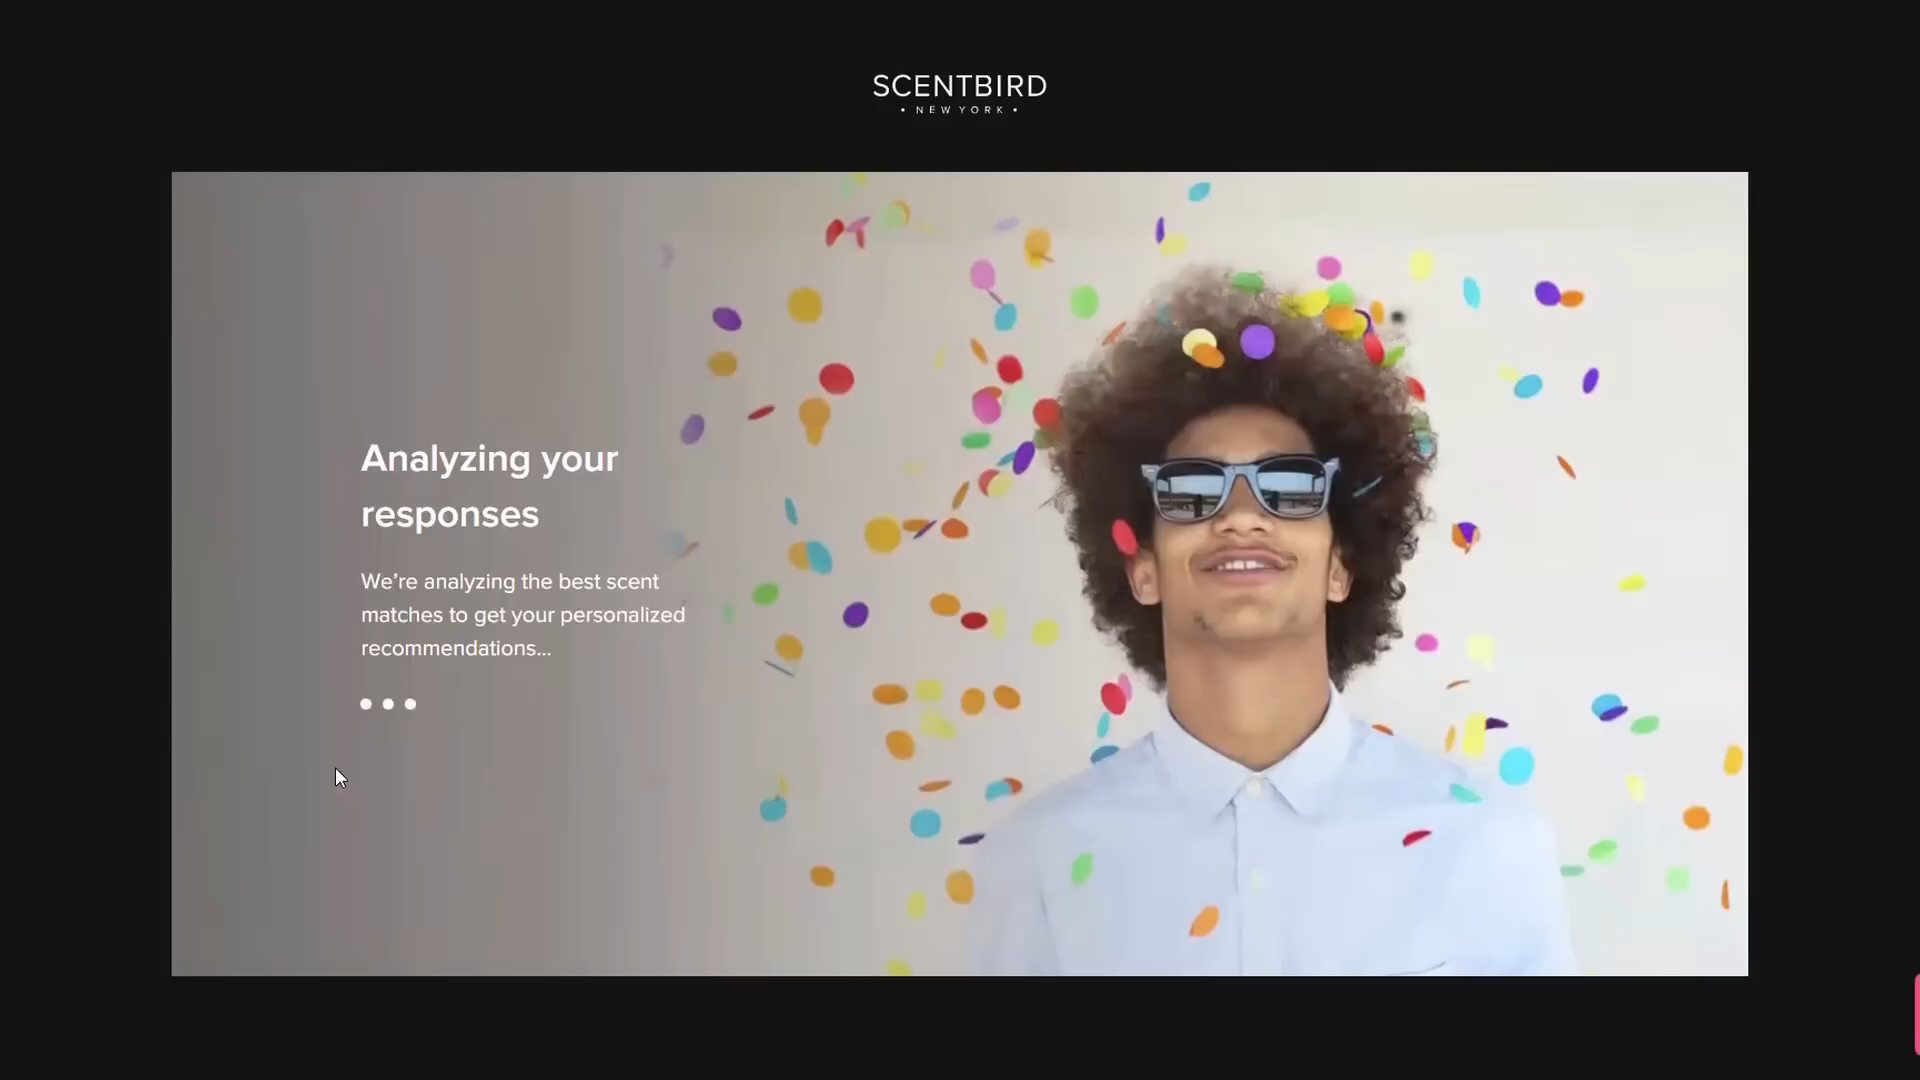 SCENTBIRD
• NEW YORK •
Analyzing your
responses
We’re analyzing the best scent
matches to get your personalized
recommendations...